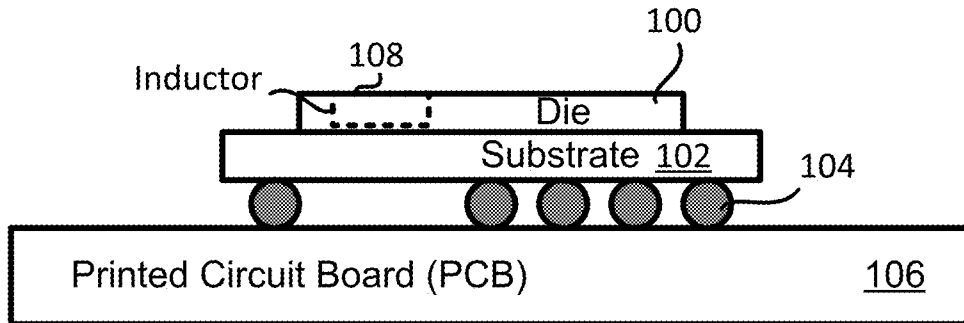 100
108
Inductor
Die
Substrate 102
104
Printed Circuit Board (PCB) 106